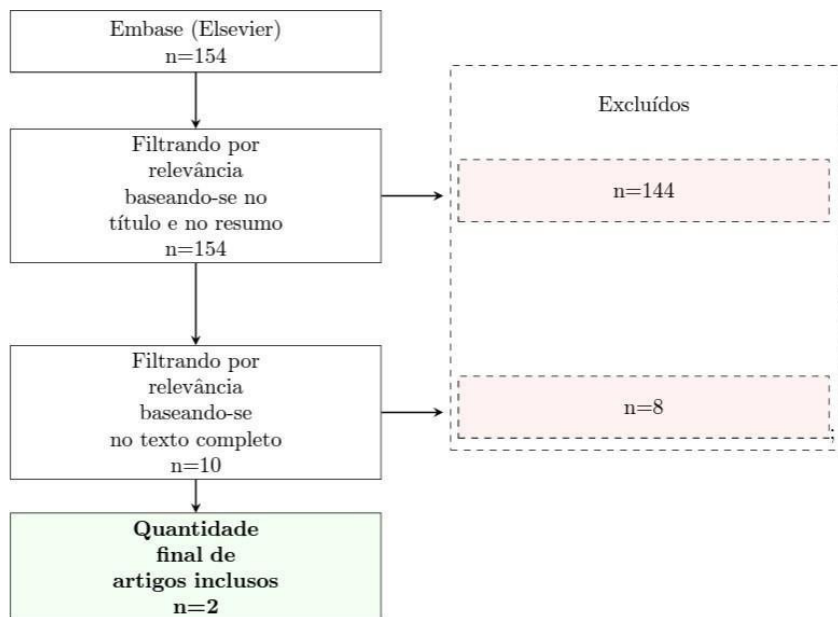 Embase (Elsevier)
n=154
Excluídos
Filtrando por
relevância
baseando-se no
título e no resumo
n=154
n=144
Filtrando por
relevância
baseando-se
no texto completo
n=10
n=8
;
Quantidade
final de
artigos inclusos
n=2